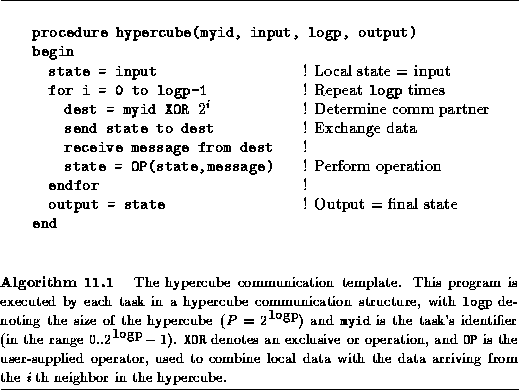 procedure hypercube(myid, input, logp, output)
begin
state = input ! Local state = input
for i = 0 to logp-1 ! Repeat logp times
dest = myid XOR 2^i ! Determine comm partner
send state to dest ! Exchange data
receive message from dest !
state = OP(state,message) ! Perform operation
endfor !
output = state ! Output = final state
end
Algorithm 11.1 The hypercube communication template. This program is
executed by each task in a hypercube communication structure, with logp de-
noting the size of the hypercube (P = 2^logp) and myid is the task's identifier
(in the range 0..2^logp − 1). XOR denotes an exclusive or operation, and OP is the
user-supplied operator, used to combine local data with the data arriving from
the i th neighbor in the hypercube.